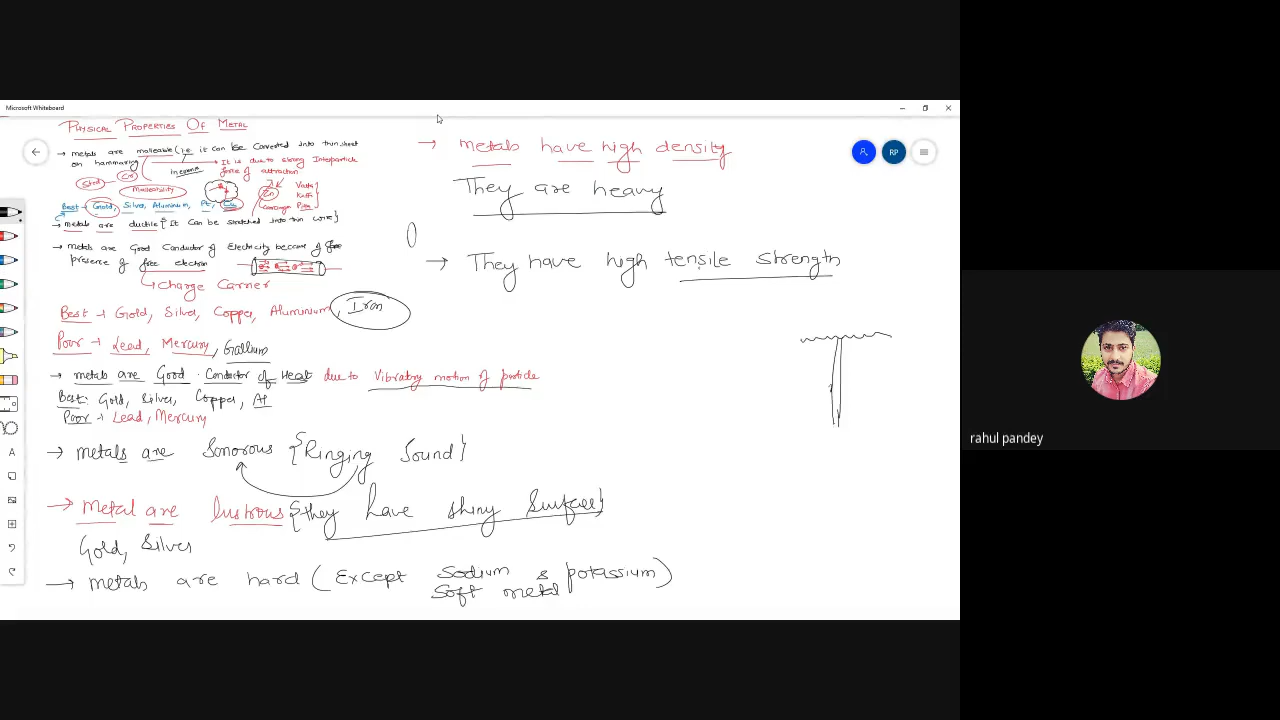 Microsoft Whiteboard
PHYSICAL PROPERTIES OF METAL
→ metals are malleable (i.e. it can be converted into thin sheet
on hammering
→ It is due to strong Interparticle
force of attraction
Malleability
Zn
Best → Gold, Silver, Aluminium, Pt, Cu
→ metals are ductile { It can be stretched into thin wire }
→ metals are Good Conductor of Electricity because of
presence of free electron
→ Charge Carrier
Best → Gold, Silver, Copper, Aluminium, Iron
Poor → Lead, Mercury, Gallium
→ metals are Good Conductor of Heat due to Vibratory motion of particle
Best: Gold, Silver, Copper, Al
Poor → Lead, Mercury
→ metals are Sonorous {Ringing Sound}
→ Metal are lustrous {they have shiny Surface}
Gold, Silver
→ metals are hard (Except Sodium & potassium)
Soft metal
→ metals have high density
They are heavy
→ They have high tensile strength
RP
rahul pandey